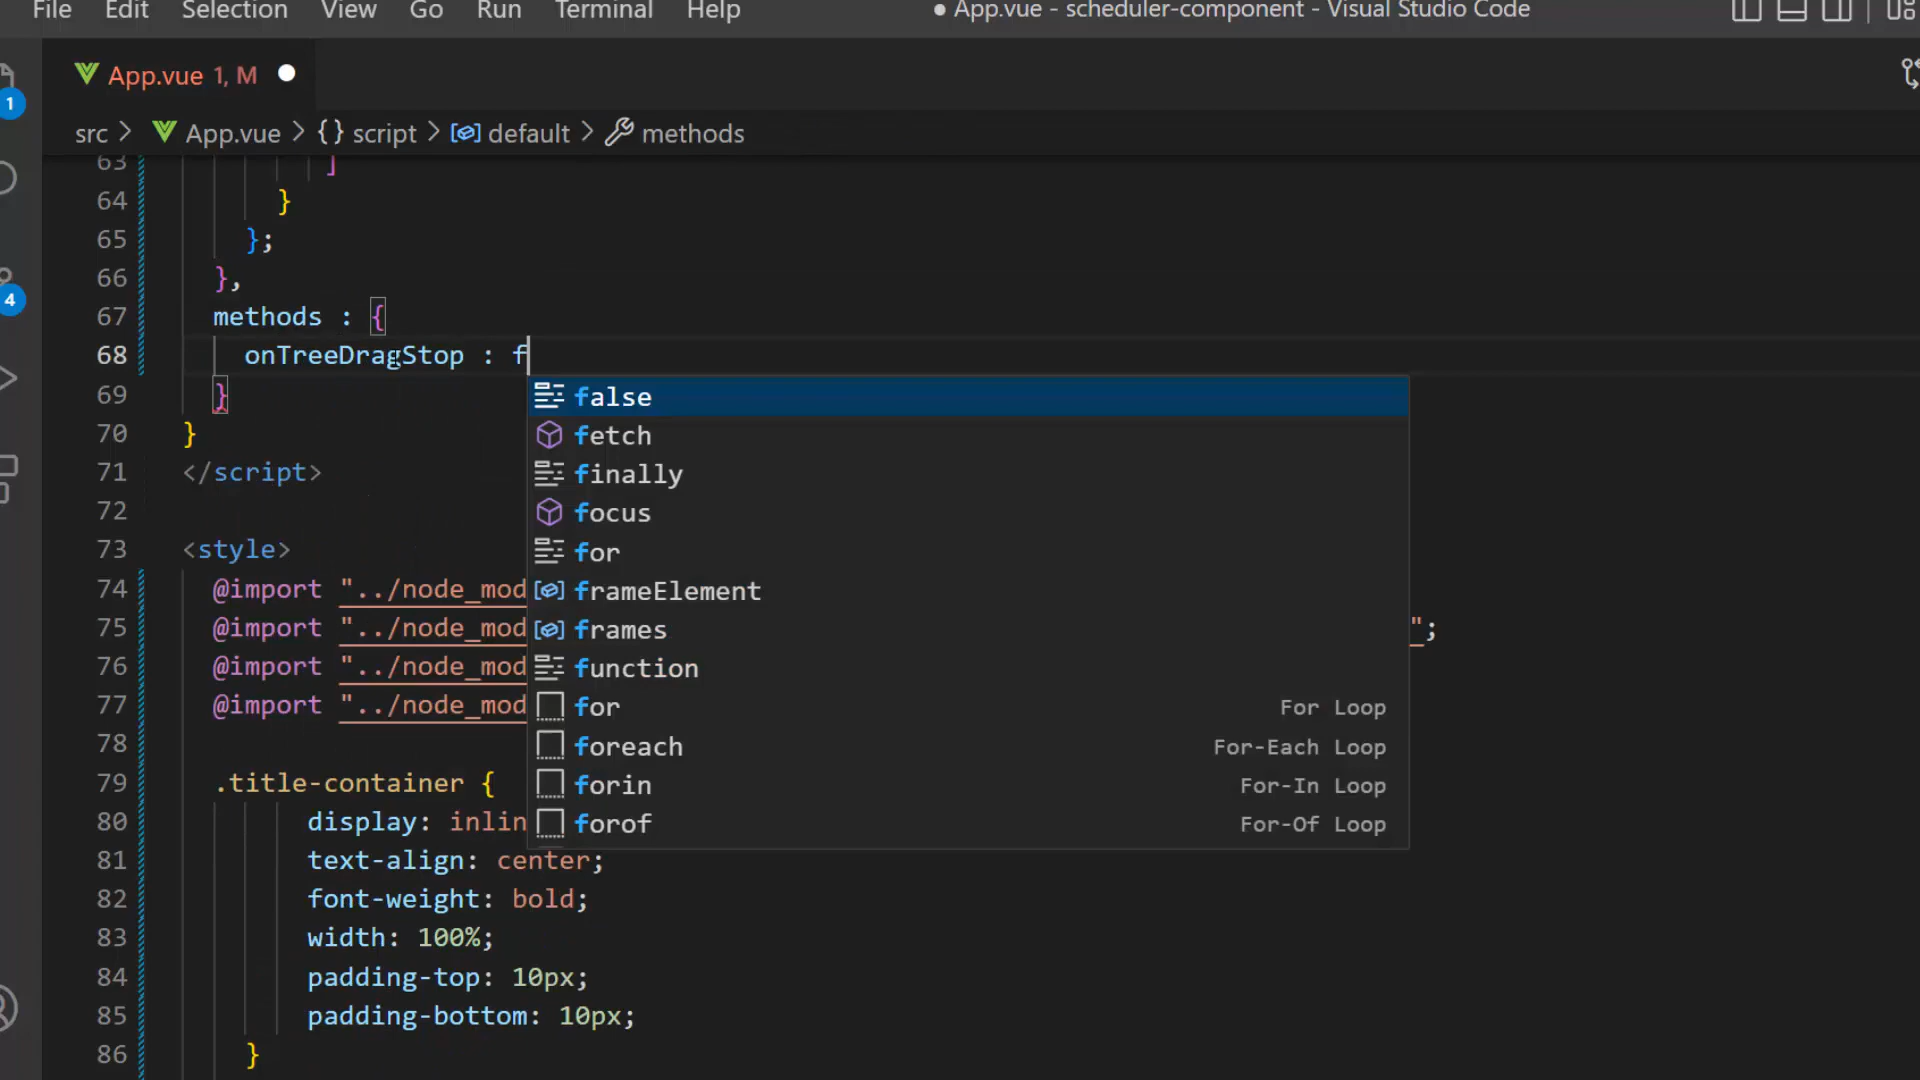 File Edit Selection View Go Run Terminal Help ● App.vue - scheduler-component - Visual Studio Code
App.vue 1, M
1
src > App.vue > {} script > default > methods
63 ]
64 }
65 };
66 },
4
67 methods : {
68 onTreeDragStop : f
69 }
70 }
71 </script>
72
73 <style>
74 @import "../node_mod
75 @import "../node_mod ";
76 @import "../node_mod
77 @import "../node_mod
78
79 .title-container {
80 display: inlin
81 text-align: center;
82 font-weight: bold;
83 width: 100%;
84 padding-top: 10px;
85 padding-bottom: 10px;
86 }
false
fetch
finally
focus
for
frameElement
frames
function
for For Loop
foreach For-Each Loop
forin For-In Loop
forof For-Of Loop